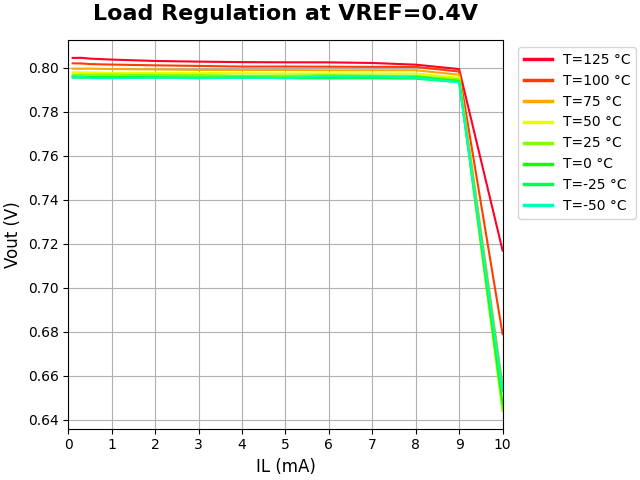 Load Regulation at VREF=0.4V
Vout (V)
0.80
0.78
0.76
0.74
0.72
0.70
0.68
0.66
0.64
0 1 2 3 4 5 6 7 8 9 10
IL (mA)
T=125 °C
T=100 °C
T=75 °C
T=50 °C
T=25 °C
T=0 °C
T=-25 °C
T=-50 °C